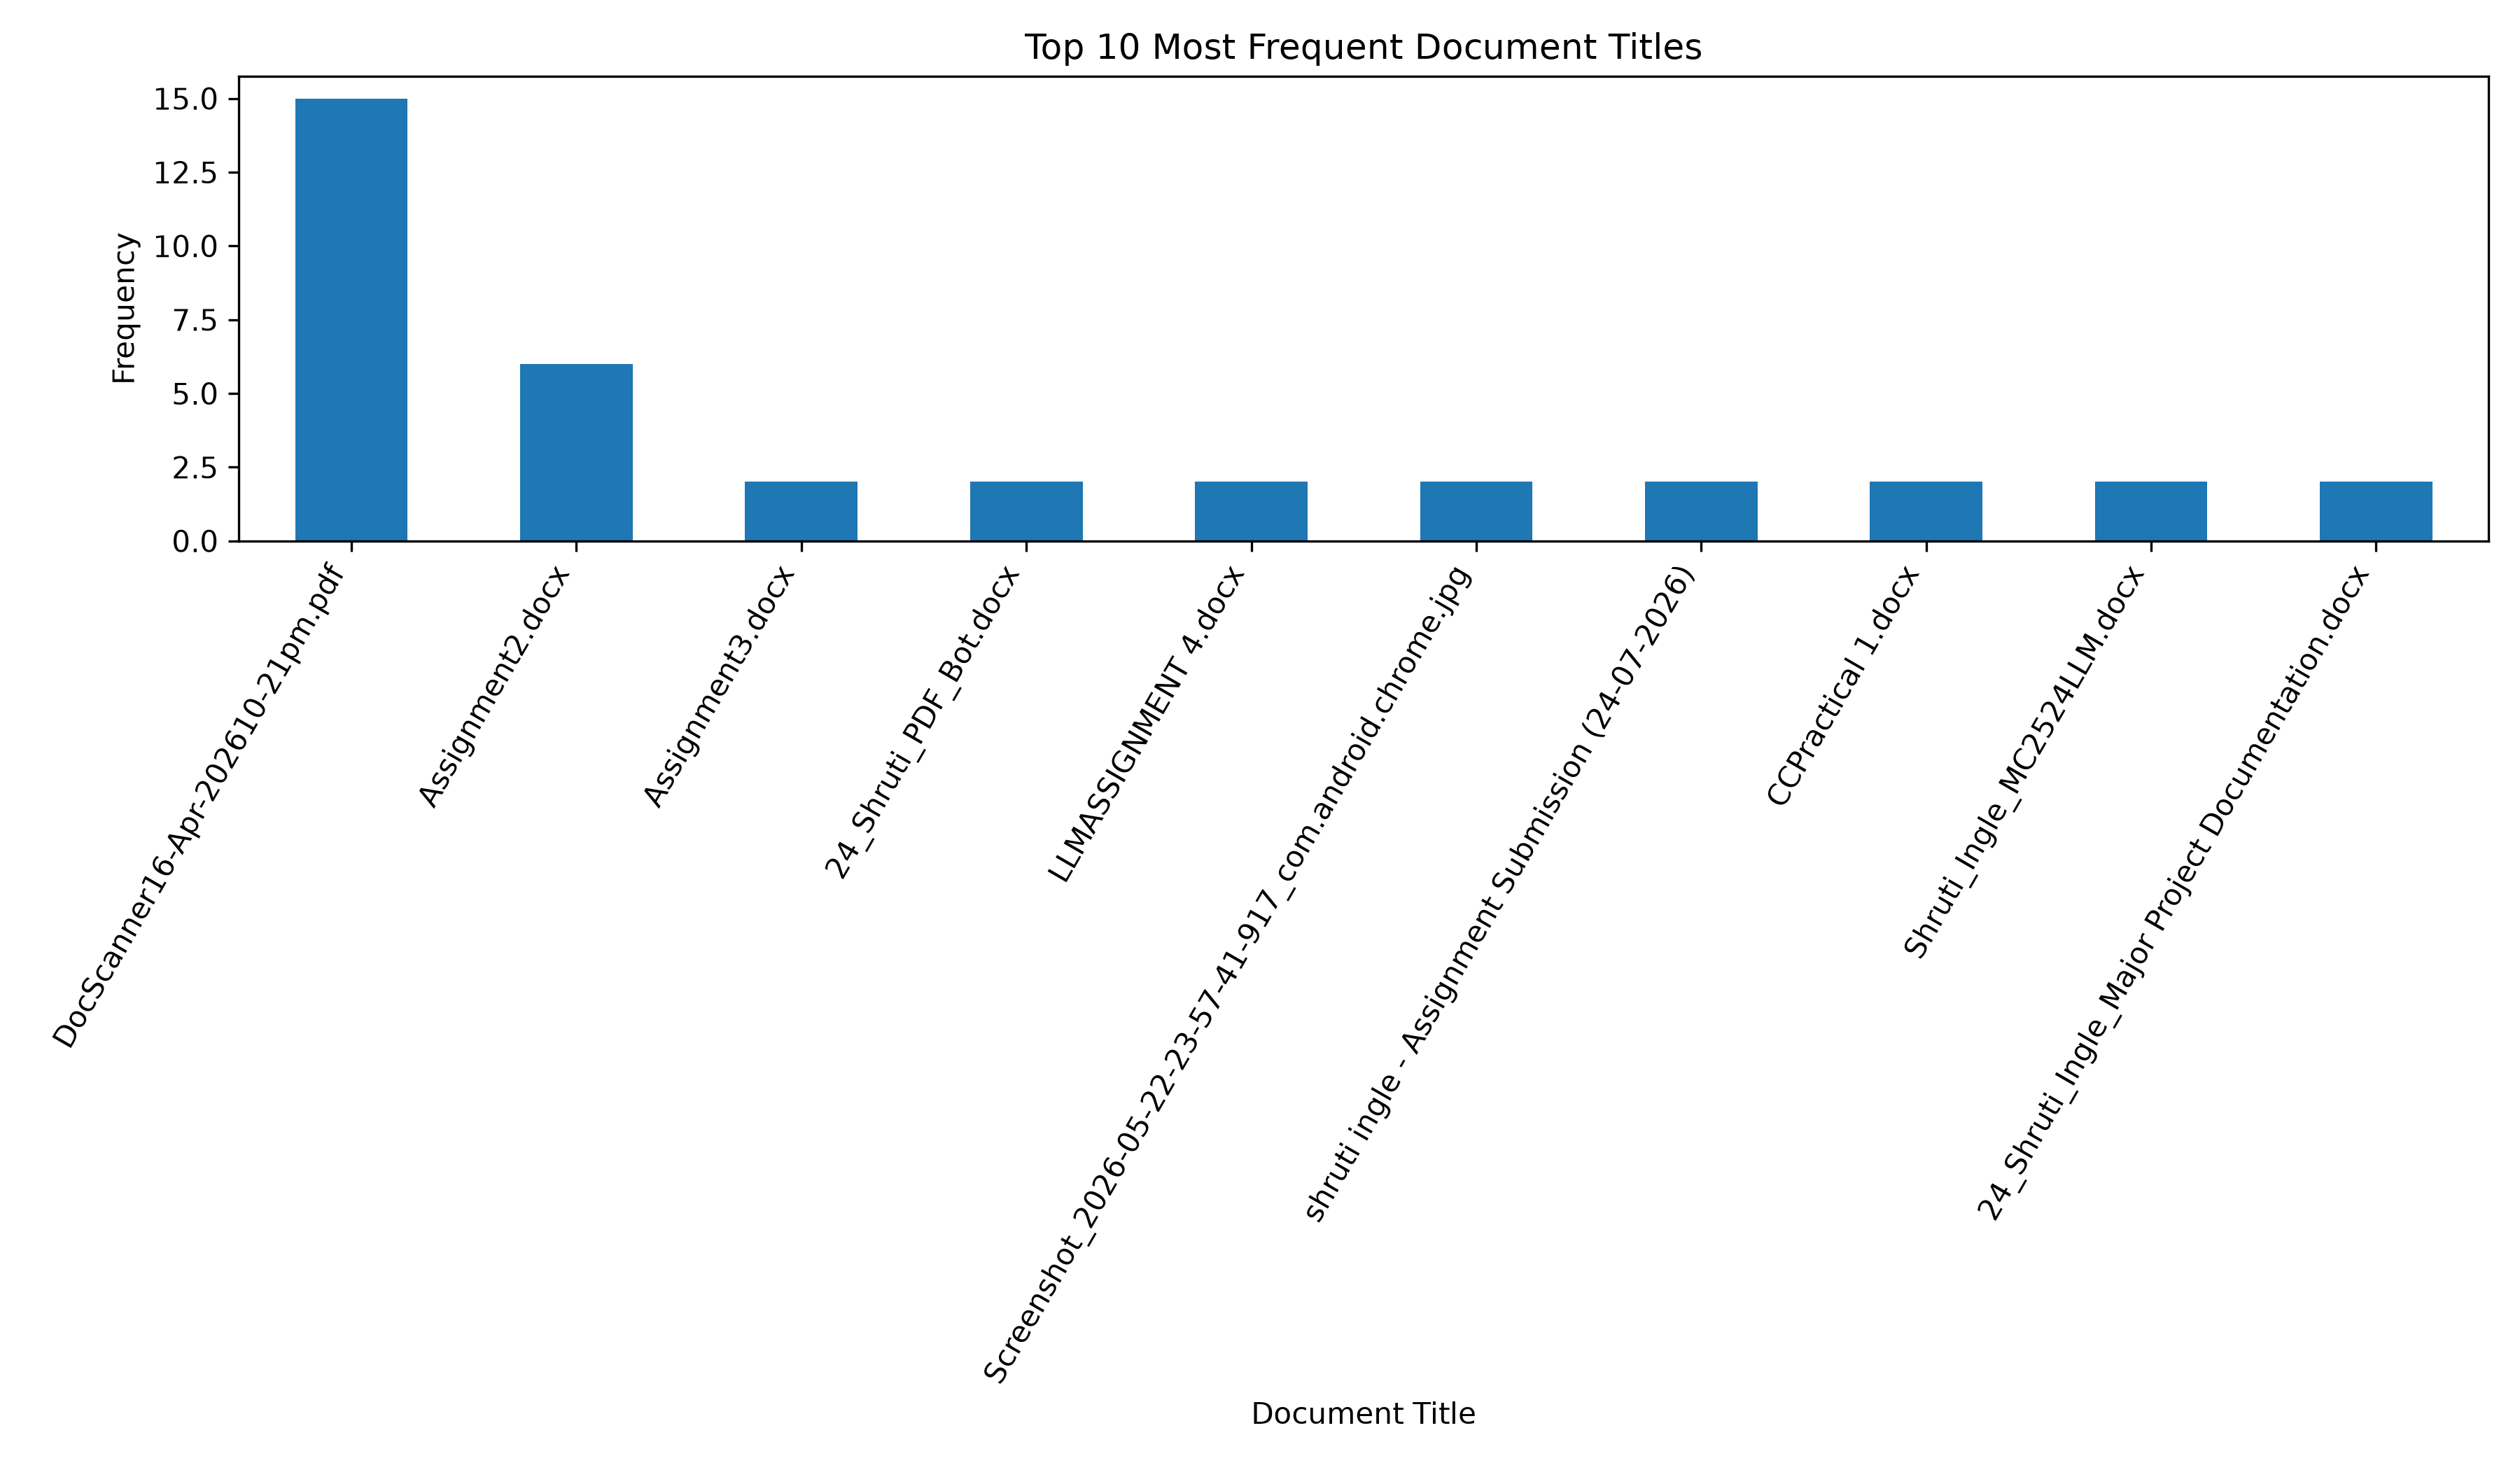 Top 10 Most Frequent Document Titles
Frequency
15.0
12.5
10.0
7.5
5.0
2.5
0.0
DocScanner16-Apr-202610-21pm.pdf
Assignment2.docx
Assignment3.docx
24_Shruti_PDF_Bot.docx
LLMASSIGNMENT 4.docx
Screenshot_2026-05-22-23-57-41-917_com.android.chrome.jpg
shruti ingle - Assignment Submission (24-07-2026)
CCPractical 1.docx
Shruti_Ingle_MC2524LLM.docx
24_Shruti_Ingle_Major Project Documentation.docx
Document Title